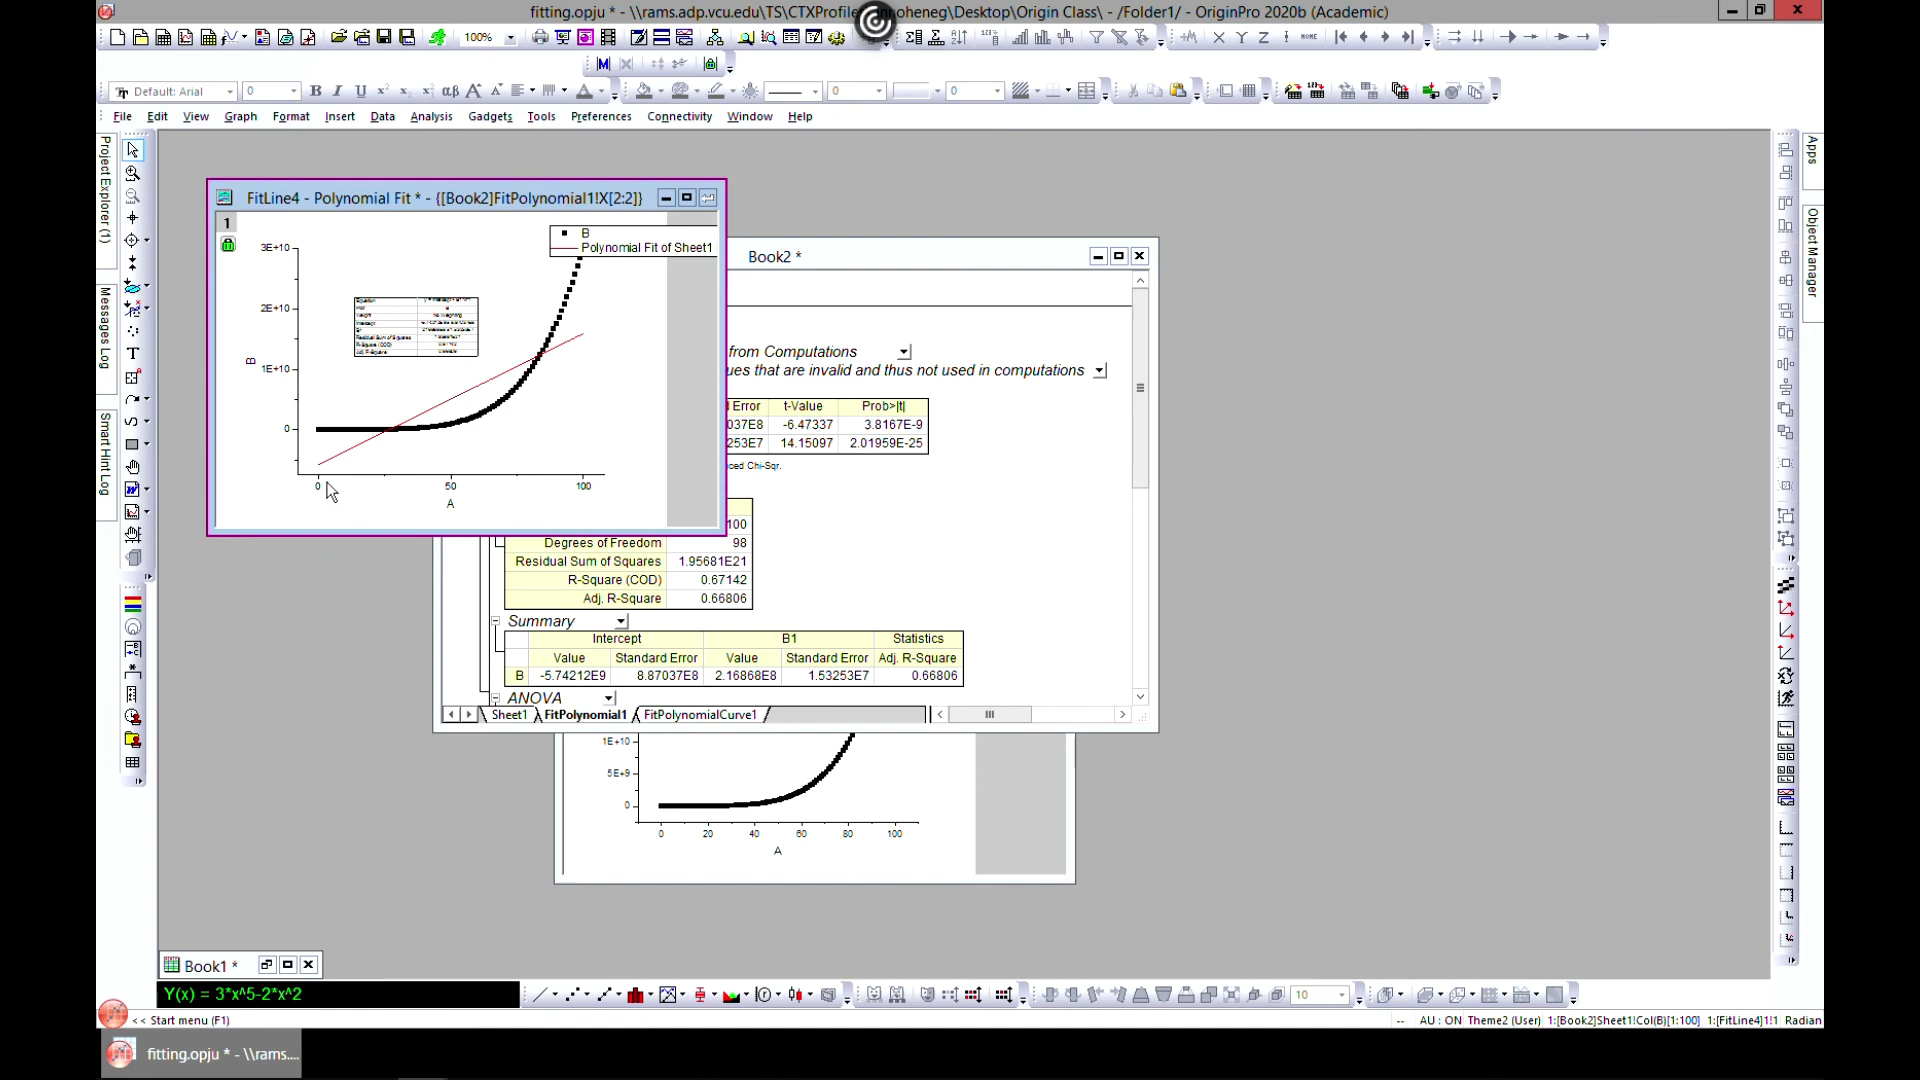 fitting.opju * - \\rams.adp.vcu.edu\TS\CTXProfile
nnoheneg\Desktop\Origin Class\ - /Folder1/ - OriginPro 2020b (Academic)
100%
Default: Arial
0
B I U
αβ
0
0
File Edit View Graph Format Insert Data Analysis Gadgets Tools Preferences Connectivity Window Help
Project Explorer (1)
Messages Log
Smart Hint Log
Apps
Object Manager
FitLine4 - Polynomial Fit * - {[Book2]FitPolynomial1!X[2:2]}
1
B
Polynomial Fit of Sheet1
3E+10
2E+10
1E+10
0
B
0 50 100
A
Book2 *
from Computations
ues that are invalid and thus not used in computations
Error t-Value Prob>|t|
037E8 -6.47337 3.8167E-9
253E7 14.15097 2.01959E-25
ced Chi-Sqr.
100
Degrees of Freedom 98
Residual Sum of Squares 1.95681E21
R-Square (COD) 0.67142
Adj. R-Square 0.66806
Summary
Intercept B1 Statistics
Value Standard Error Value Standard Error Adj. R-Square
B -5.74212E9 8.87037E8 2.16868E8 1.53253E7 0.66806
ANOVA
Sheet1 FitPolynomial1 FitPolynomialCurve1
1E+10
5E+9
0
0 20 40 60 80 100
A
Book1 *
Y(x) = 3*x^5-2*x^2
10
<< Start menu (F1)
-- AU : ON Theme2 (User) 1:[Book2]Sheet1!Col(B)[1:100] 1:[FitLine4]1!1 Radian
fitting.opju * - \\rams....